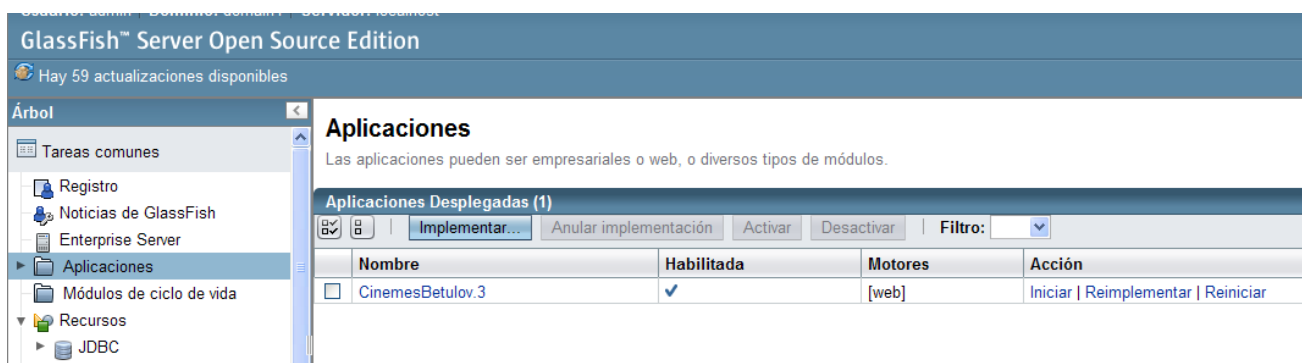 GlassFish™ Server Open Source Edition
Hay 59 actualizaciones disponibles
Árbol
Tareas comunes
Registro
Noticias de GlassFish
Enterprise Server
Aplicaciones
Módulos de ciclo de vida
Recursos
JDBC
Aplicaciones
Las aplicaciones pueden ser empresariales o web, o diversos tipos de módulos.
Aplicaciones Desplegadas (1)
Implementar... Anular implementación Activar Desactivar Filtro:
Nombre Habilitada Motores Acción
CinemesBetulov.3 [web] Iniciar | Reimplementar | Reiniciar